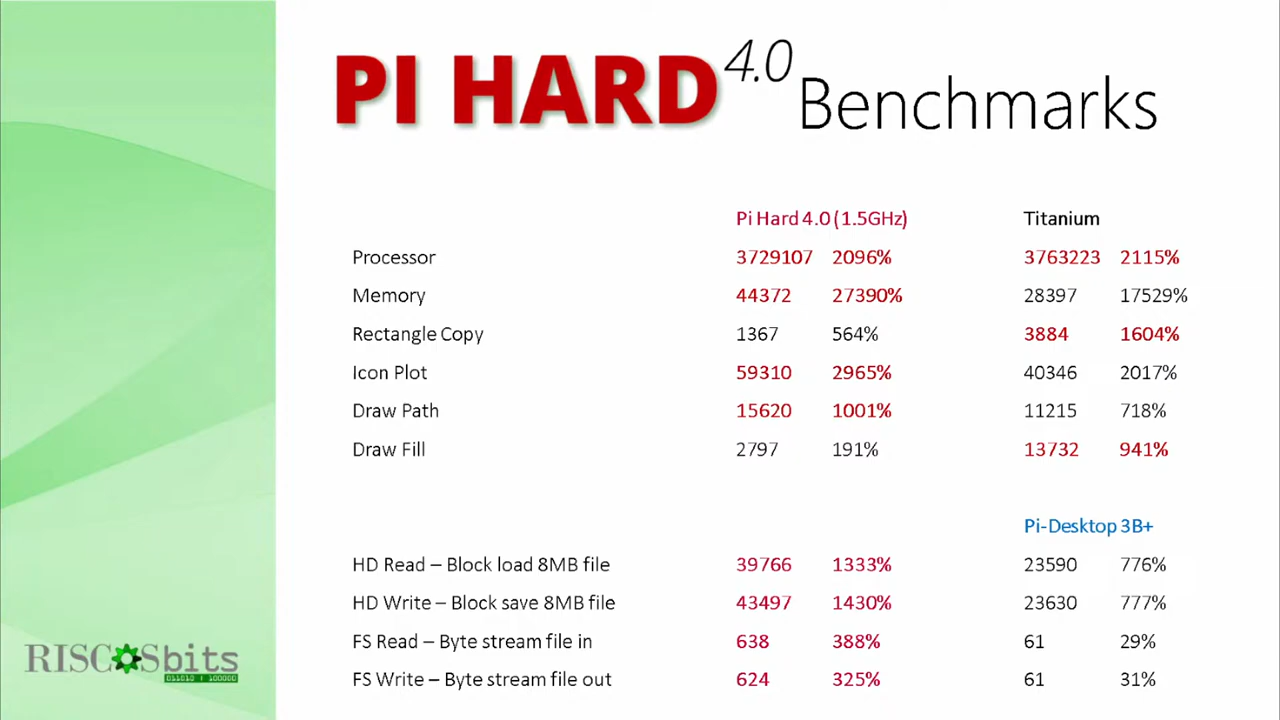 PI HARD 4.0 Benchmarks
Pi Hard 4.0 (1.5GHz) Titanium
Processor 3729107 2096% 3763223 2115%
Memory 44372 27390% 28397 17529%
Rectangle Copy 1367 564% 3884 1604%
Icon Plot 59310 2965% 40346 2017%
Draw Path 15620 1001% 11215 718%
Draw Fill 2797 191% 13732 941%
Pi-Desktop 3B+
HD Read – Block load 8MB file 39766 1333% 23590 776%
HD Write – Block save 8MB file 43497 1430% 23630 777%
FS Read – Byte stream file in 638 388% 61 29%
FS Write – Byte stream file out 624 325% 61 31%
RISCOSbits